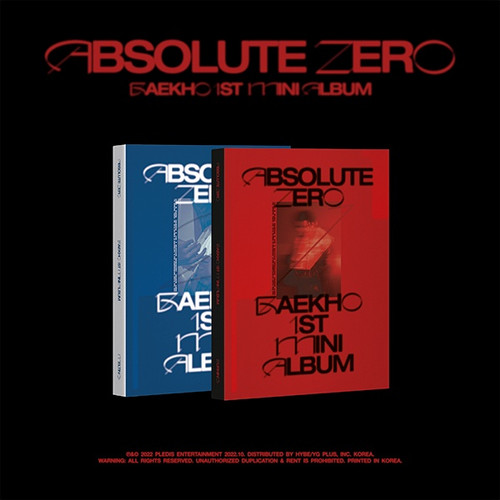 ABSOLUTE ZERO
BAEKHO 1ST MINI ALBUM
ABSOLUTE
ZERO
BAEKHO
1ST
MINI
ALBUM
ABSOLUTE
ZERO
BAEKHO
1ST
MINI
ALBUM
P&© 2022 PLEDIS ENTERTAINMENT 2022.10. DISTRIBUTED BY HYBE/YG PLUS, INC. KOREA.
WARNING: ALL RIGHTS RESERVED. UNAUTHORIZED DUPLICATION & RENT IS PROHIBITED. PRINTED IN KOREA.